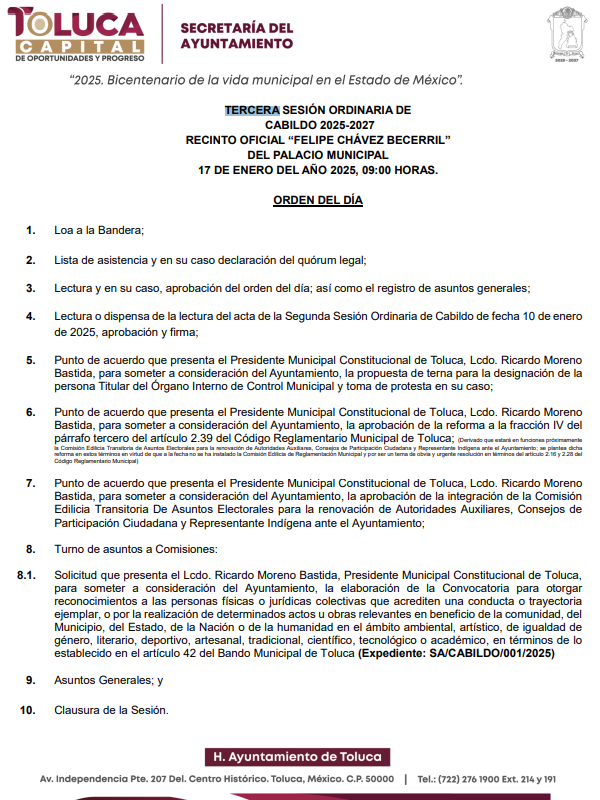 TOLUCA
CAPITAL
DE OPORTUNIDADES Y PROGRESO
SECRETARÍA DEL
AYUNTAMIENTO
2025 - 2027
“2025. Bicentenario de la vida municipal en el Estado de México”.
TERCERA SESIÓN ORDINARIA DE
CABILDO 2025-2027
RECINTO OFICIAL “FELIPE CHÁVEZ BECERRIL”
DEL PALACIO MUNICIPAL
17 DE ENERO DEL AÑO 2025, 09:00 HORAS.
ORDEN DEL DÍA
1. Loa a la Bandera;
2. Lista de asistencia y en su caso declaración del quórum legal;
3. Lectura y en su caso, aprobación del orden del día; así como el registro de asuntos generales;
4. Lectura o dispensa de la lectura del acta de la Segunda Sesión Ordinaria de Cabildo de fecha 10 de enero
de 2025, aprobación y firma;
5. Punto de acuerdo que presenta el Presidente Municipal Constitucional de Toluca, Lcdo. Ricardo Moreno
Bastida, para someter a consideración del Ayuntamiento, la propuesta de terna para la designación de la
persona Titular del Órgano Interno de Control Municipal y toma de protesta en su caso;
6. Punto de acuerdo que presenta el Presidente Municipal Constitucional de Toluca, Lcdo. Ricardo Moreno
Bastida, para someter a consideración del Ayuntamiento, la aprobación de la reforma a la fracción IV del
párrafo tercero del artículo 2.39 del Código Reglamentario Municipal de Toluca; (Derivado que estará en funciones próximamente
la Comisión Edilicia Transitoria de Asuntos Electorales para la renovación de Autoridades Auxiliares, Consejos de Participación Ciudadana y Representante Indígena ante el Ayuntamiento; se plantea dicha
reforma en estos términos en virtud de que a la fecha no se ha instalado la Comisión Edilicia de Reglamentación Municipal y por ser un tema de obvia y urgente resolución en términos del artículo 2.16 y 2.28 del
Código Reglamentario Municipal)
7. Punto de acuerdo que presenta el Presidente Municipal Constitucional de Toluca, Lcdo. Ricardo Moreno
Bastida, para someter a consideración del Ayuntamiento, la aprobación de la integración de la Comisión
Edilicia Transitoria De Asuntos Electorales para la renovación de Autoridades Auxiliares, Consejos de
Participación Ciudadana y Representante Indígena ante el Ayuntamiento;
8. Turno de asuntos a Comisiones:
8.1. Solicitud que presenta el Lcdo. Ricardo Moreno Bastida, Presidente Municipal Constitucional de Toluca,
para someter a consideración del Ayuntamiento, la elaboración de la Convocatoria para otorgar
reconocimientos a las personas físicas o jurídicas colectivas que acrediten una conducta o trayectoria
ejemplar, o por la realización de determinados actos u obras relevantes en beneficio de la comunidad, del
Municipio, del Estado, de la Nación o de la humanidad en el ámbito ambiental, artístico, de igualdad de
género, literario, deportivo, artesanal, tradicional, científico, tecnológico o académico, en términos de lo
establecido en el artículo 42 del Bando Municipal de Toluca (Expediente: SA/CABILDO/001/2025)
9. Asuntos Generales; y
10. Clausura de la Sesión.
H. Ayuntamiento de Toluca
Av. Independencia Pte. 207 Del. Centro Histórico. Toluca, México. C.P. 50000 | Tel.: (722) 276 1900 Ext. 214 y 191